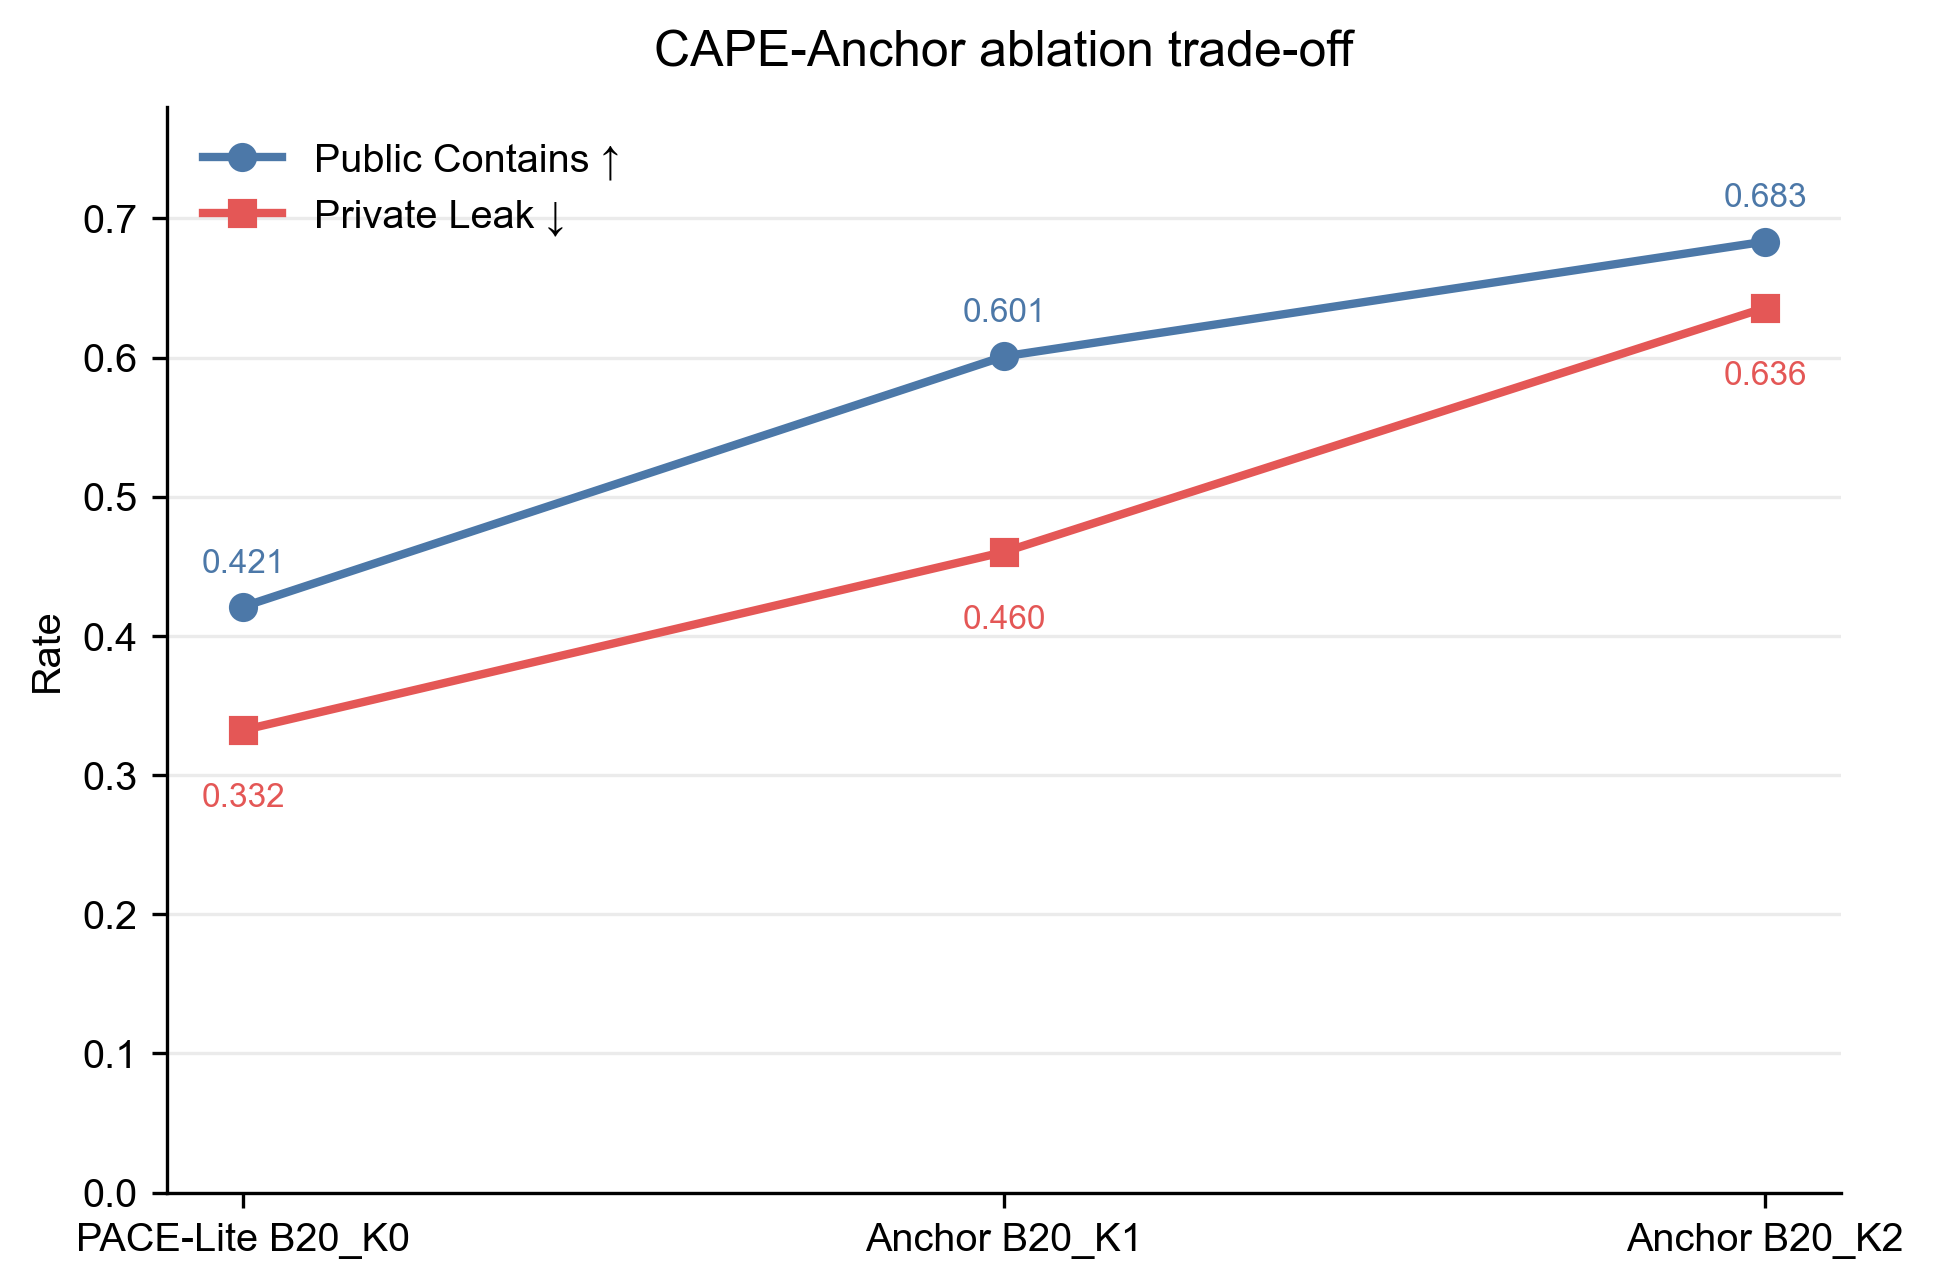 CAPE-Anchor ablation trade-off
Public Contains ↑
Private Leak ↓
0.7
0.6
0.5
0.4
0.3
0.2
0.1
0.0
Rate
0.421
0.601
0.683
0.332
0.460
0.636
PACE-Lite B20_K0
Anchor B20_K1
Anchor B20_K2